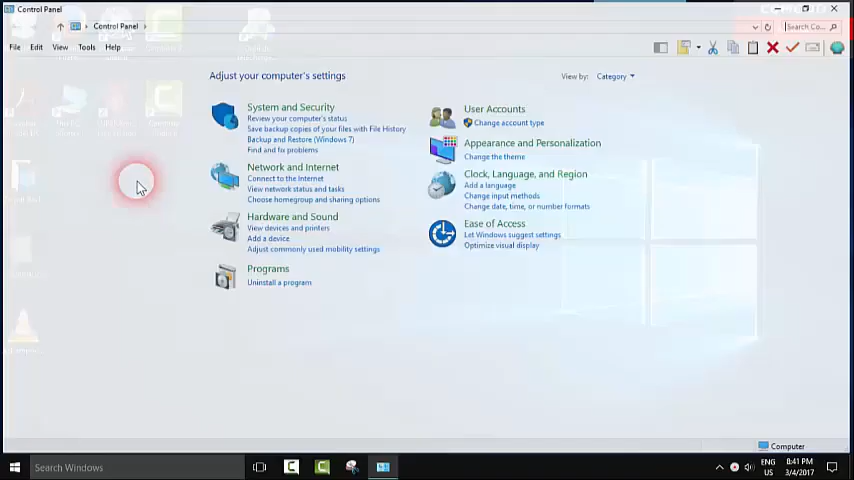 Control Panel
Control Panel
Search Co...
File Edit View Tools Help
Adjust your computer's settings
View by: Category
System and Security
Review your computer's status
Save backup copies of your files with File History
Backup and Restore (Windows 7)
Find and fix problems
Network and Internet
Connect to the Internet
View network status and tasks
Choose homegroup and sharing options
Hardware and Sound
View devices and printers
Add a device
Adjust commonly used mobility settings
Programs
Uninstall a program
User Accounts
Change account type
Appearance and Personalization
Change the theme
Clock, Language, and Region
Add a language
Change input methods
Change date, time, or number formats
Ease of Access
Let Windows suggest settings
Optimize visual display
Computer
Search Windows
ENG
US
8:41 PM
3/4/2017